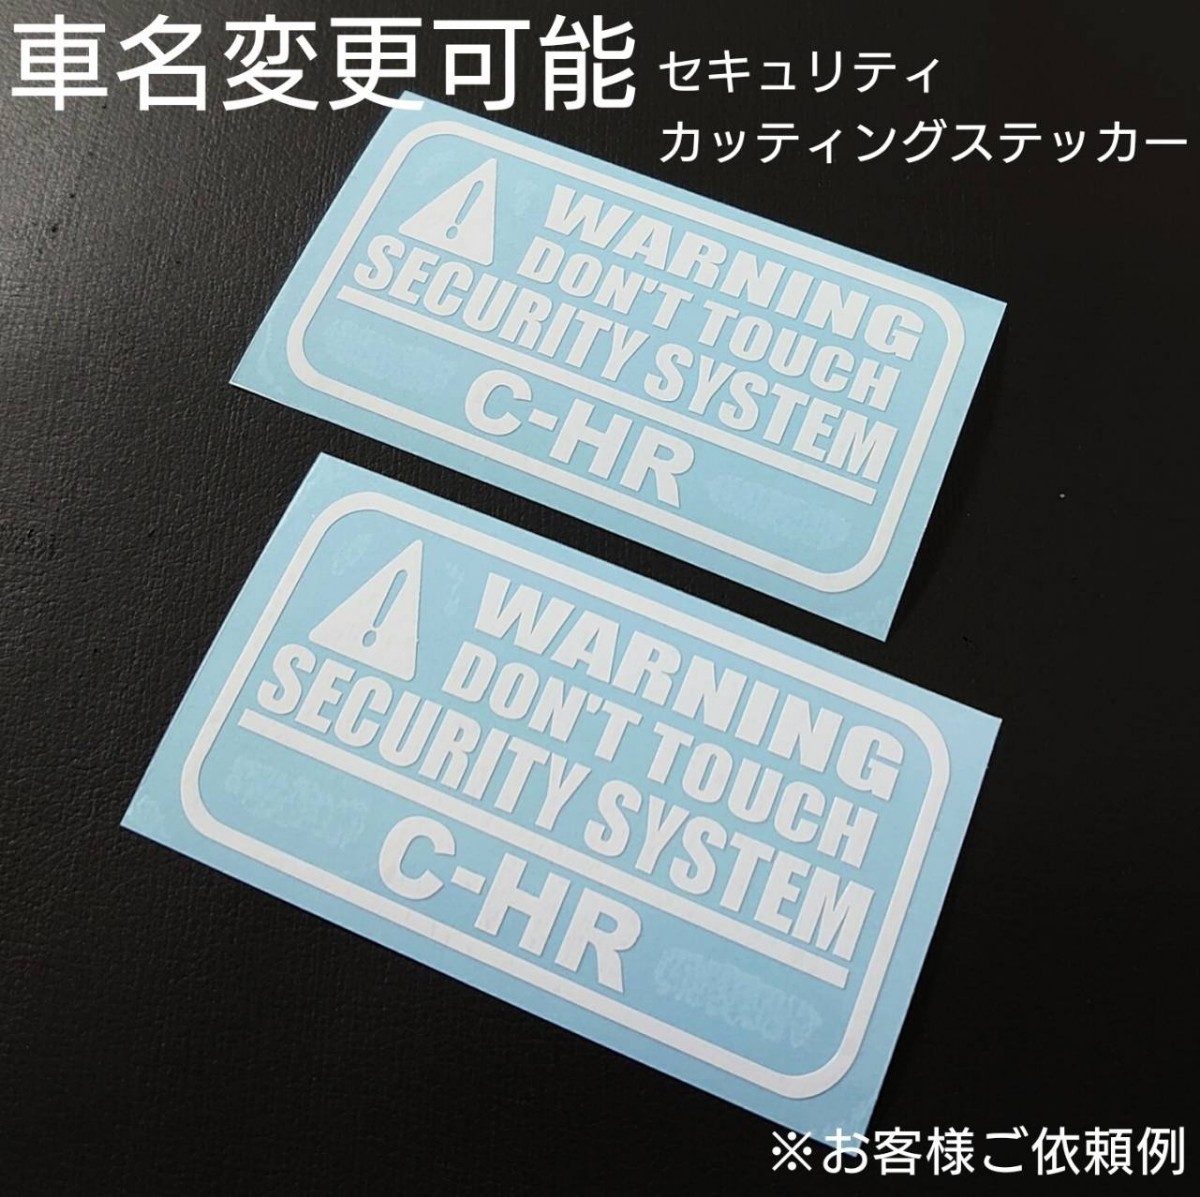 車名変更可能
セキュリティ
カッティングステッカー
WARNING
DON'T TOUCH
SECURITY SYSTEM
C-HR
WARNING
DON'T TOUCH
SECURITY SYSTEM
C-HR
※お客様ご依頼例